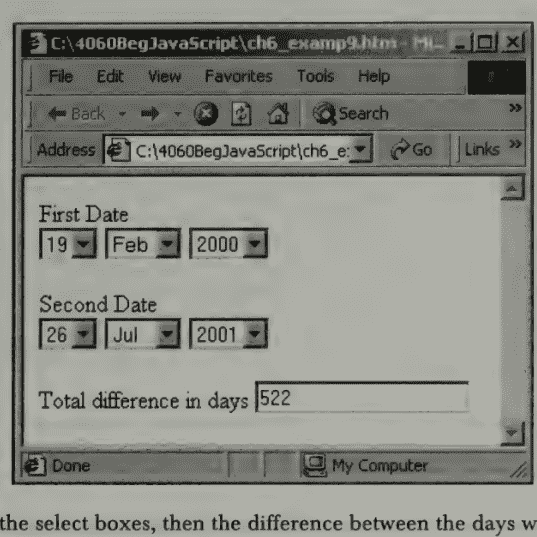 C:\4060BegJavaScript\ch6_examp9.htm - Mi...
File Edit View Favorites Tools Help
Back Search »
Address C:\4060BegJavaScript\ch6_e: Go Links »
First Date
19 Feb 2000
Second Date
26 Jul 2001
Total difference in days 522
Done My Computer
the select boxes, then the difference between the days w